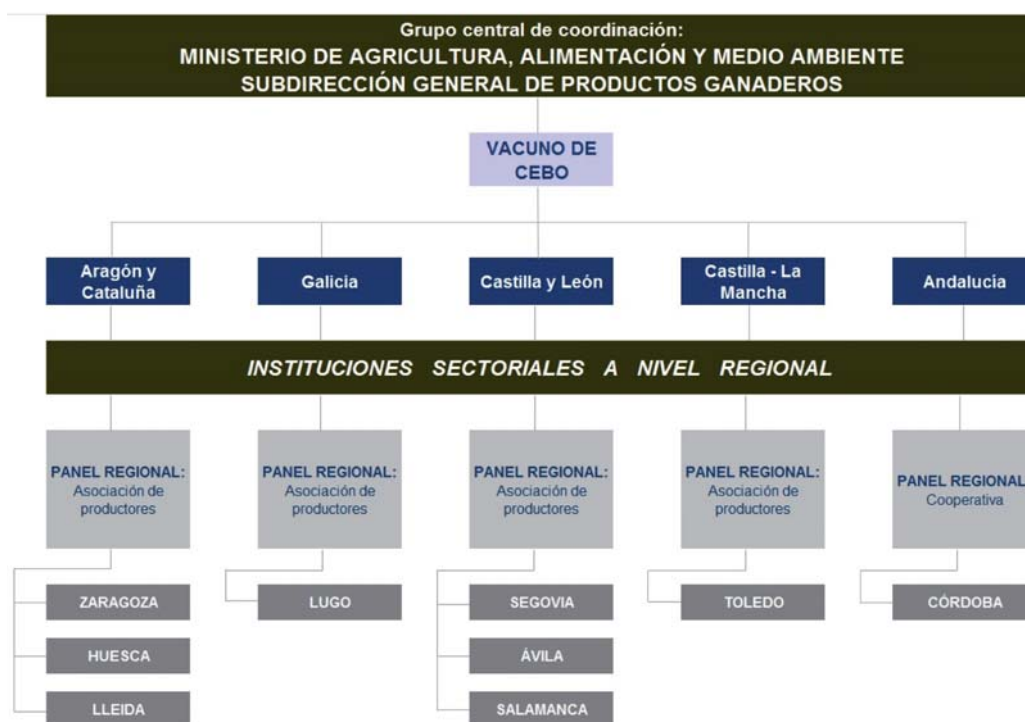 Grupo central de coordinación:
MINISTERIO DE AGRICULTURA, ALIMENTACIÓN Y MEDIO AMBIENTE
SUBDIRECCIÓN GENERAL DE PRODUCTOS GANADEROS
VACUNO DE
CEBO
Aragón y
Cataluña
Galicia
Castilla y León
Castilla - La
Mancha
Andalucía
INSTITUCIONES SECTORIALES A NIVEL REGIONAL
PANEL REGIONAL:
Asociación de
productores
PANEL REGIONAL:
Asociación de
productores
PANEL REGIONAL:
Asociación de
productores
PANEL REGIONAL:
Asociación de
productores
PANEL REGIONAL
Cooperativa
ZARAGOZA
HUESCA
LLEIDA
LUGO
SEGOVIA
ÁVILA
SALAMANCA
TOLEDO
CÓRDOBA